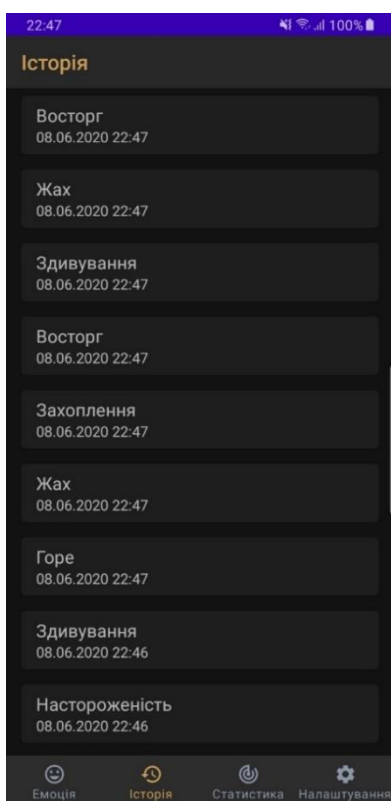 22:47 100%
Історія
Восторг
08.06.2020 22:47
Жах
08.06.2020 22:47
Здивування
08.06.2020 22:47
Восторг
08.06.2020 22:47
Захоплення
08.06.2020 22:47
Жах
08.06.2020 22:47
Горе
08.06.2020 22:47
Здивування
08.06.2020 22:46
Настороженість
08.06.2020 22:46
Емоція Історія Статистика Налаштування